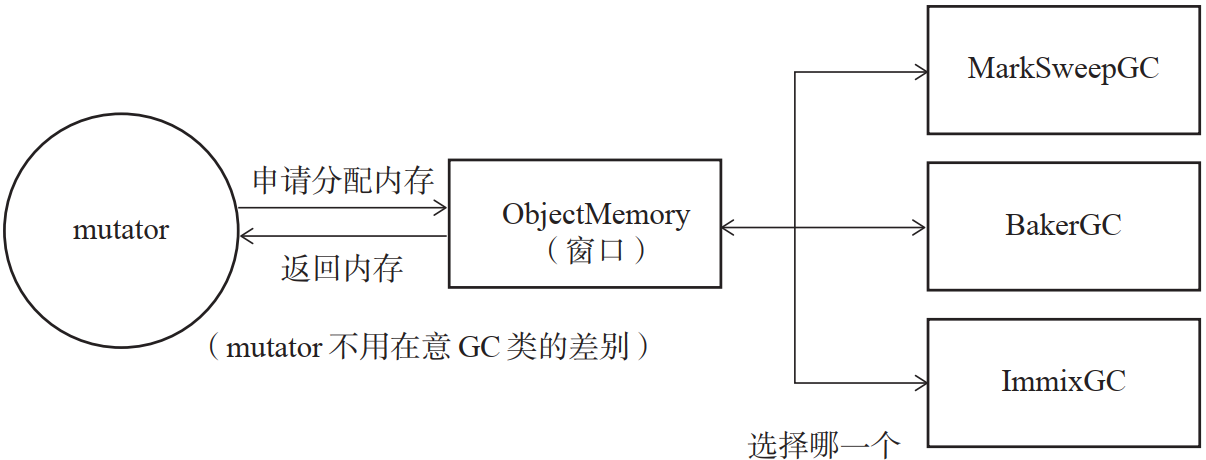 mutator
申请分配内存
返回内存
(mutator 不用在意 GC 类的差别)
ObjectMemory
(窗口)
MarkSweepGC
BakerGC
ImmixGC
选择哪一个